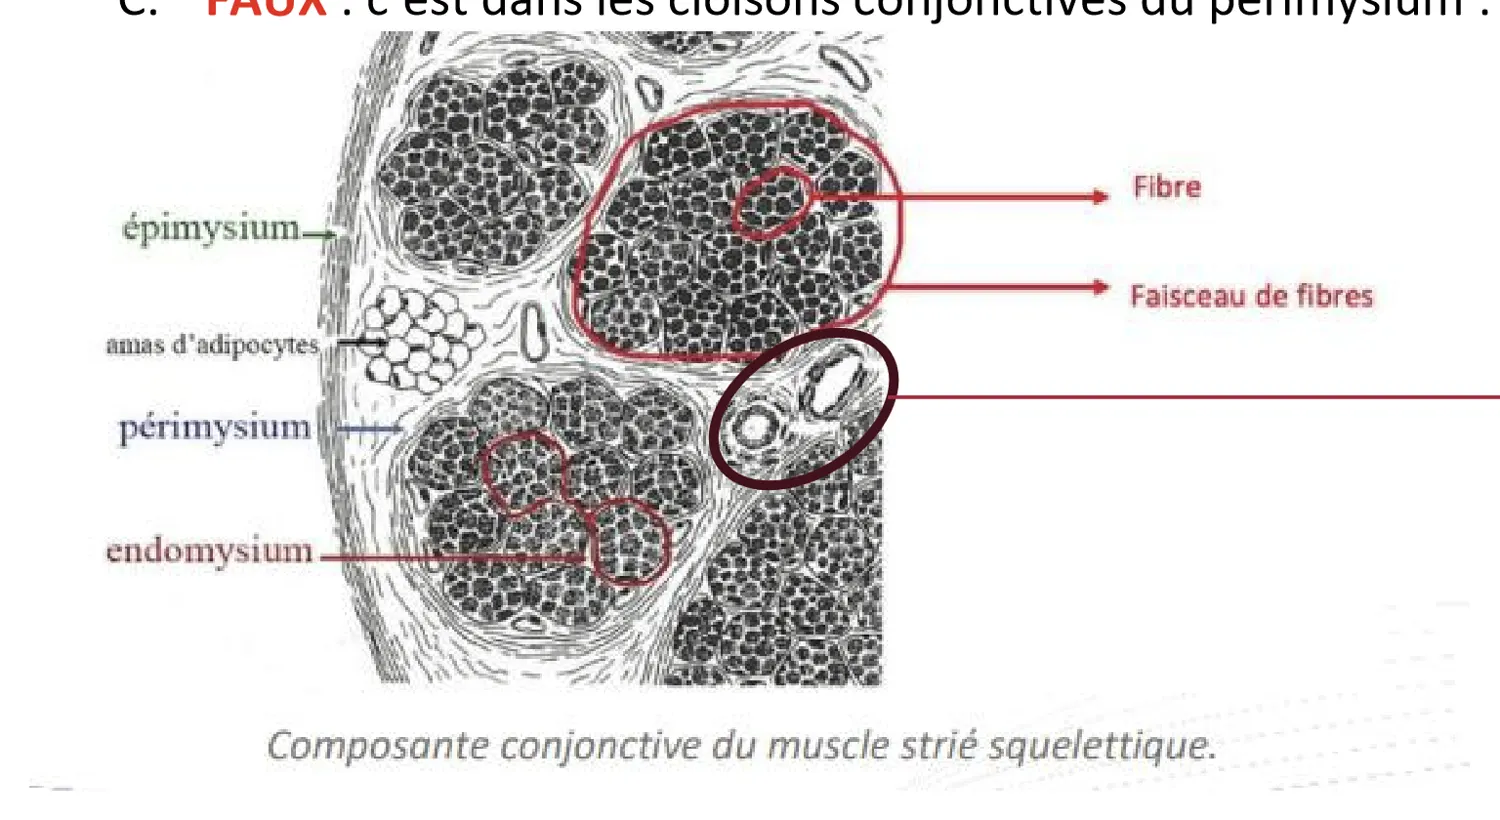 C. FAUX : c'est dans les cloisons conjonctives du périmysium :
Fibre
épimysium
Faisceau de fibres
amas d'adipocytes
périmysium
endomysium
Composante conjonctive du muscle strié squelettique.